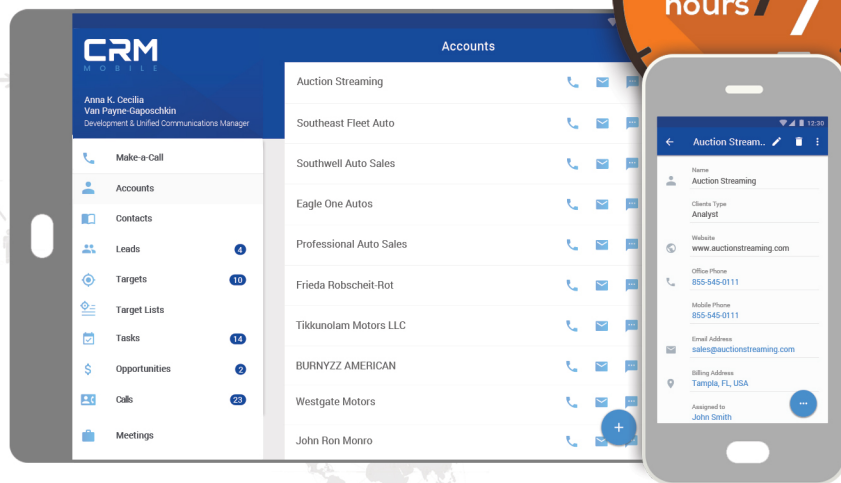 hours 7
CRM
MOBILE
Accounts
Anna K. Cecilia
Van Payne-Gaposchkin
Development & Unified Communications Manager
Make-a-Call
Accounts
Contacts
Leads 4
Targets 10
Target Lists
Tasks 14
Opportunities 2
Calls 23
Meetings
Auction Streaming
Southeast Fleet Auto
Southwell Auto Sales
Eagle One Autos
Professional Auto Sales
Frieda Robscheit-Rot
Tikkunolam Motors LLC
BURNYZZ AMERICAN
Westgate Motors
John Ron Monro
+
12:30
Auction Stream..
Name
Auction Streaming
Clients Type
Analyst
Website
www.auctionstreaming.com
Office Phone
855-545-0111
Mobile Phone
855-545-0111
Email Address
sales@auctionstreaming.com
Billing Address
Tampla, FL, USA
Assigned to
John Smith